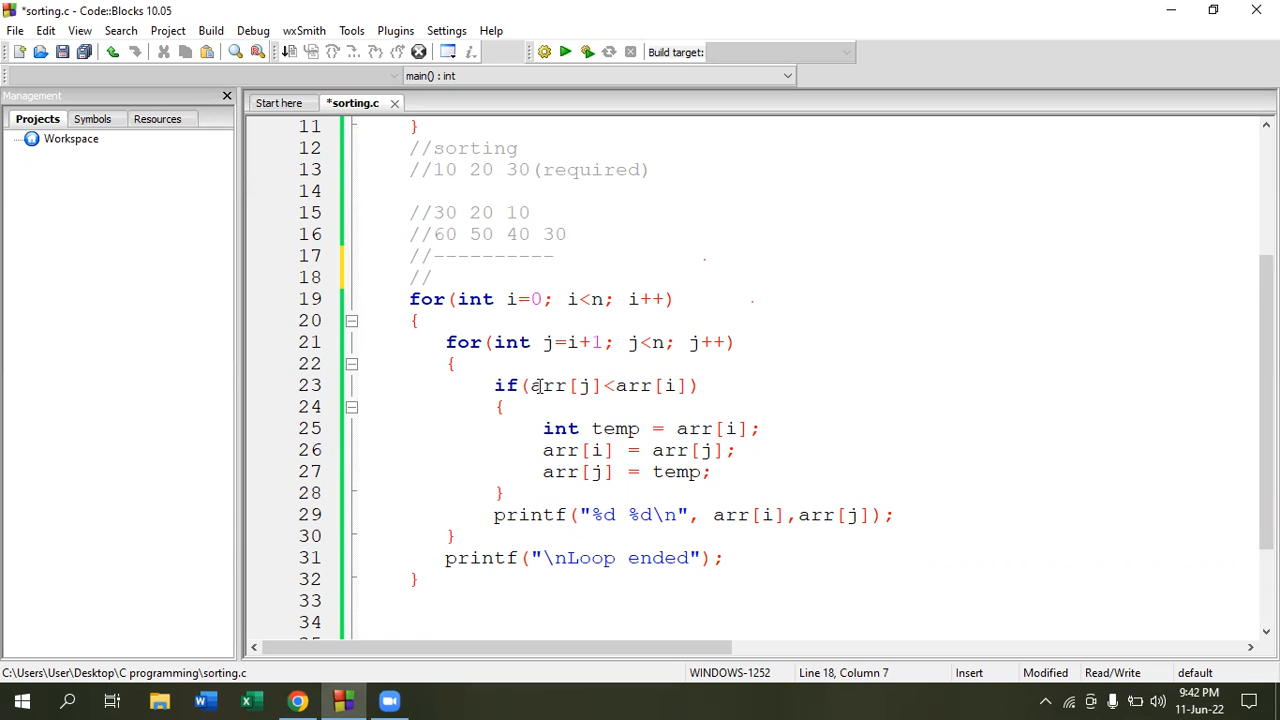 *sorting.c - Code::Blocks 10.05
File Edit View Search Project Build Debug wxSmith Tools Plugins Settings Help
Build target:
main() : int
Management
Start here *sorting.c
Projects Symbols Resources
Workspace
11 }
12 //sorting
13 //10 20 30(required)
14
15 //30 20 10
16 //60 50 40 30
17 //----------
18 //
19 for(int i=0; i<n; i++)
20 {
21 for(int j=i+1; j<n; j++)
22 {
23 if(arr[j]<arr[i])
24 {
25 int temp = arr[i];
26 arr[i] = arr[j];
27 arr[j] = temp;
28 }
29 printf("%d %d\n", arr[i],arr[j]);
30 }
31 printf("\nLoop ended");
32 }
33
34
C:\Users\User\Desktop\C programming\sorting.c WINDOWS-1252 Line 18, Column 7 Insert Modified Read/Write default
9:42 PM
11-Jun-22